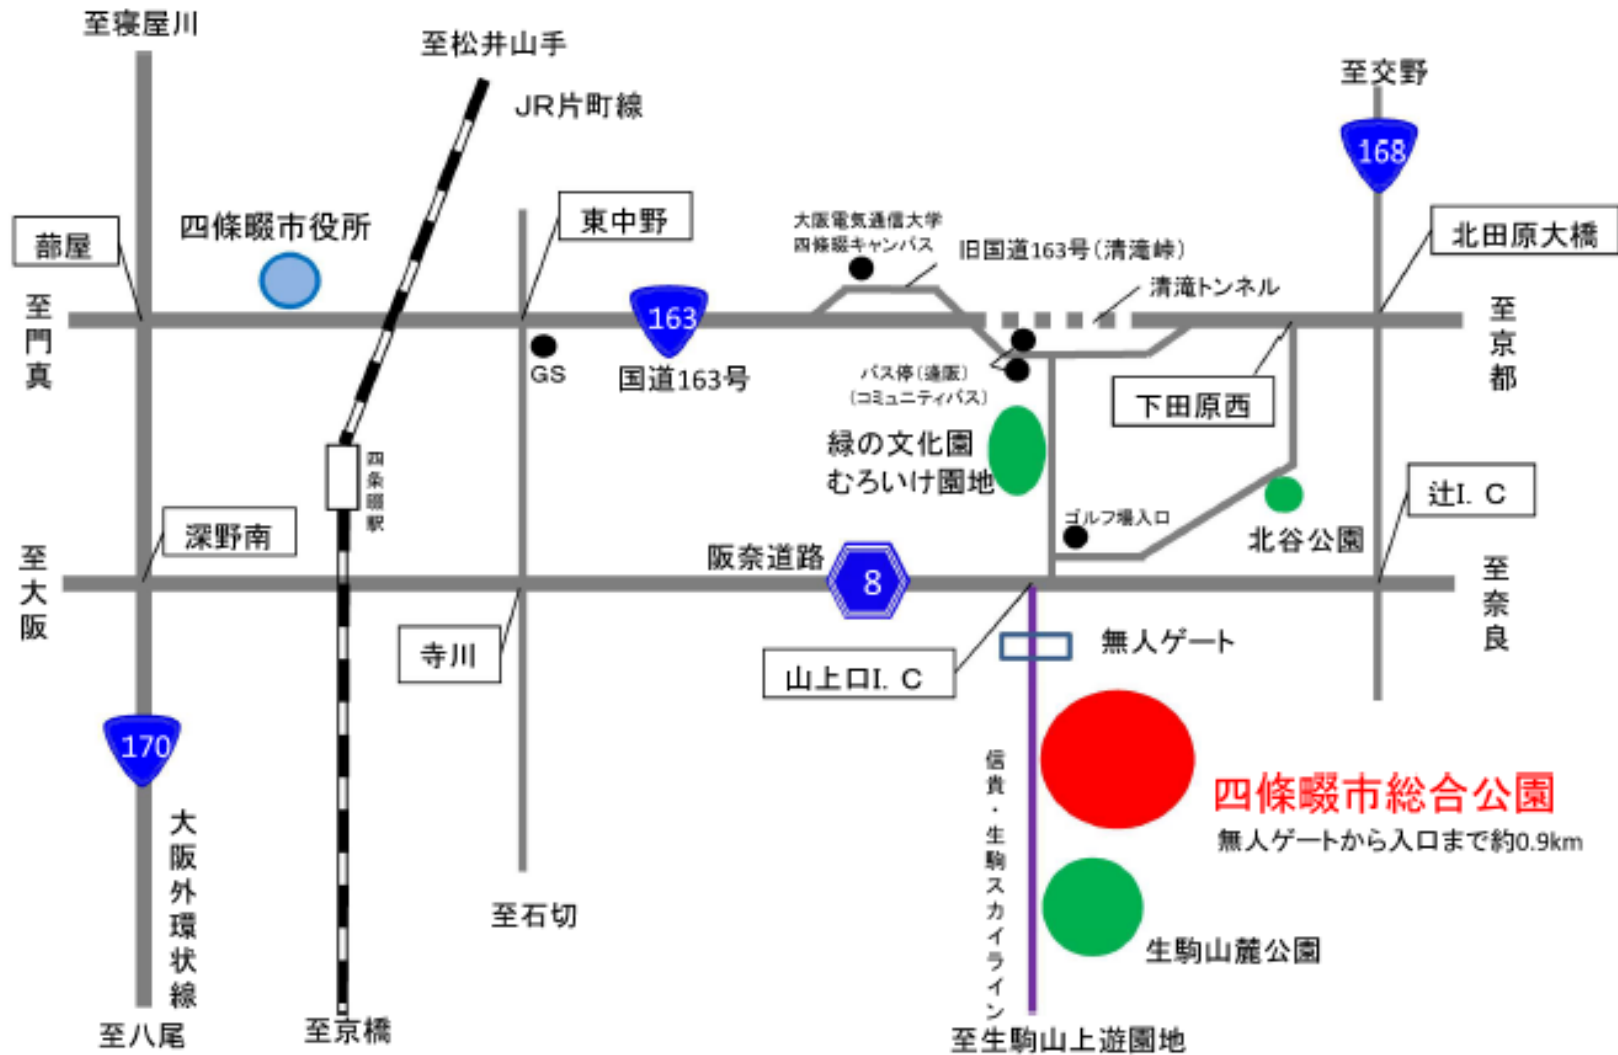 至寝屋川
至松井山手
JR片町線
至交野
168
四條畷市役所
東中野
大阪電気通信大学
四條畷キャンパス
旧国道163号(清滝峠)
北田原大橋
蔀屋
清滝トンネル
至門真
163
至京都
GS
国道163号
バス停(逢阪)
(コミュニティバス)
下田原西
緑の文化園
むろいけ園地
四条畷駅
辻I. C
深野南
ゴルフ場入口
北谷公園
阪奈道路
8
至大阪
至奈良
寺川
無人ゲート
山上口I. C
170
信貴・生駒スカイライン
四條畷市総合公園
無人ゲートから入口まで約0.9km
大阪外環状線
至石切
生駒山麓公園
至八尾
至京橋
至生駒山上遊園地